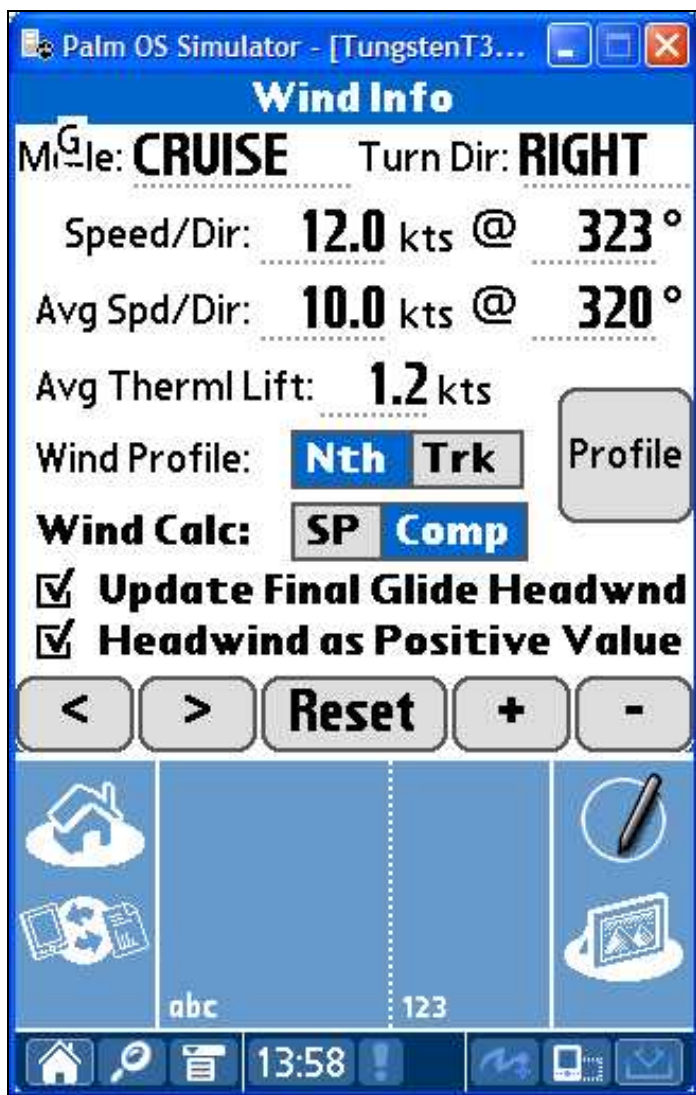 Palm OS Simulator - [TungstenT3...
Wind Info
G
CRUISE Turn Dir: RIGHT
Speed/Dir: 12.0 kts @ 323 °
Avg Spd/Dir: 10.0 kts @ 320 °
Avg Therml Lift: 1.2 kts
Wind Profile: Nth Trk Profile
Wind Calc: SP Comp
Update Final Glide Headwnd
Headwind as Positive Value
< > Reset + -
abc 123
13:58 !